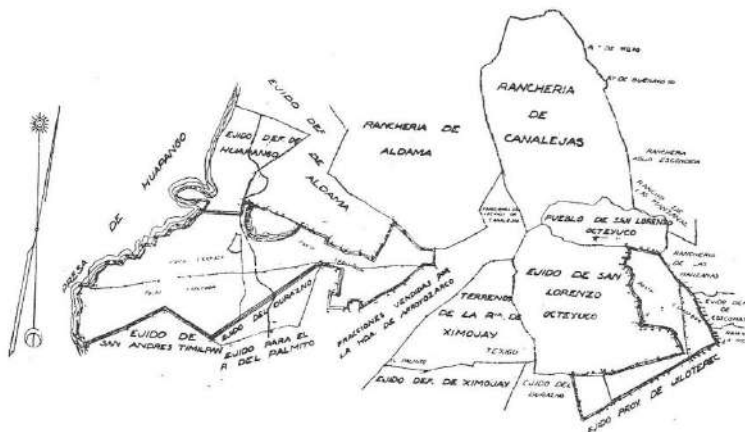 RANCHERIA
DE
CANALEJAS
RANCHERIA DE
ALDAMA
EJIDO DEF.
DE
ALDAMA
EJIDO DEF. DE
HUAPANGO
PRESA DE HUAPANGO
RANCHERIA
AGUA ESCONDIDA
PUEBLO DE SAN LORENZO
OCTEYUCO
RANCHERIA
DE LAS
MANZANAS
EJIDO DE SAN
LORENZO
OCTEYUCO
TERRENOS
DE LA Rª. DE
XIMOJAY
TEXIGO
EL PALMITO
EJIDO DEF. DE XIMOJAY
EJIDO DEL
DURAZNO
EJIDO PROV. DE JILOTEPEC
FRACCIONES VENDIDAS POR
LA HDA. DE ARROYOZARCO
EJIDO DEL DURAZNO
EJIDO DE
SAN ANDRES TIMILPAN
EJIDO PARA EL
P. DEL PALMITO